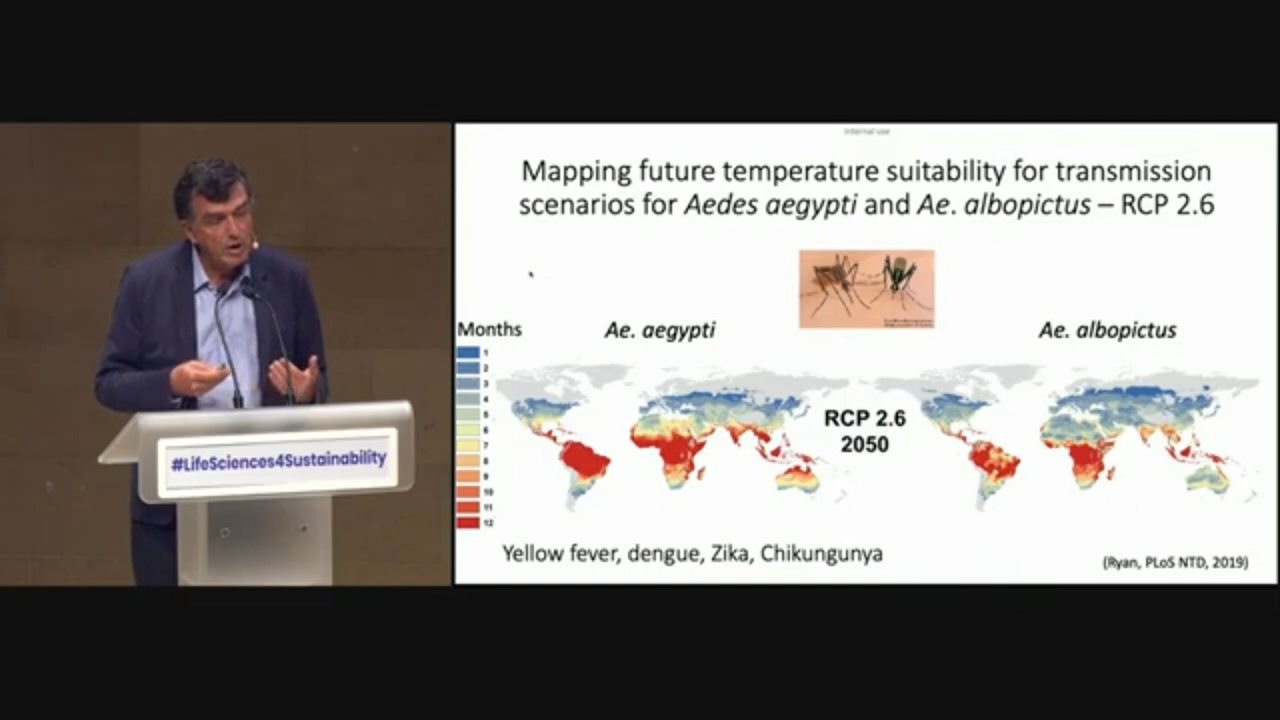 Internal use
Mapping future temperature suitability for transmission
scenarios for Aedes aegypti and Ae. albopictus – RCP 2.6
Months
Ae. aegypti
Ae. albopictus
1
2
3
4
5
6
7
8
9
10
11
12
RCP 2.6
2050
#LifeSciences4Sustainability
Yellow fever, dengue, Zika, Chikungunya
(Ryan, PLoS NTD, 2019)